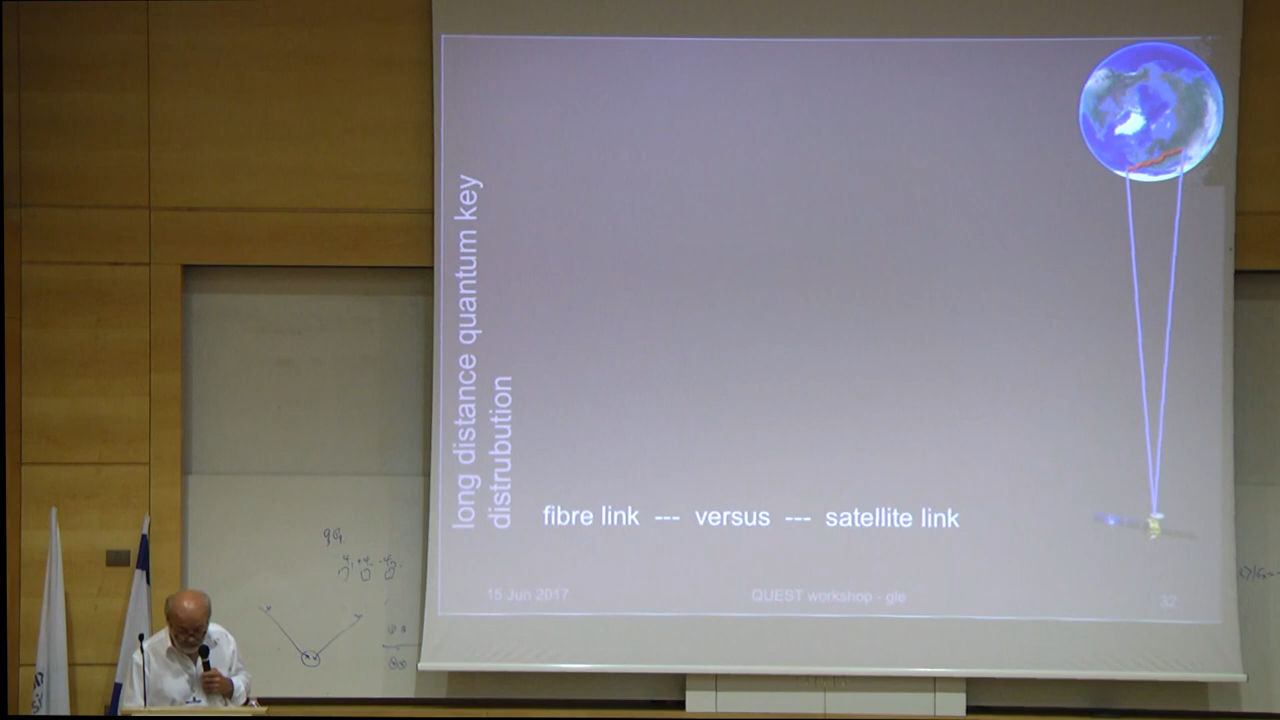 long distance quantum key
distrubution
fibre link --- versus --- satellite link
15 Jun 2017
QUEST workshop - gle
32